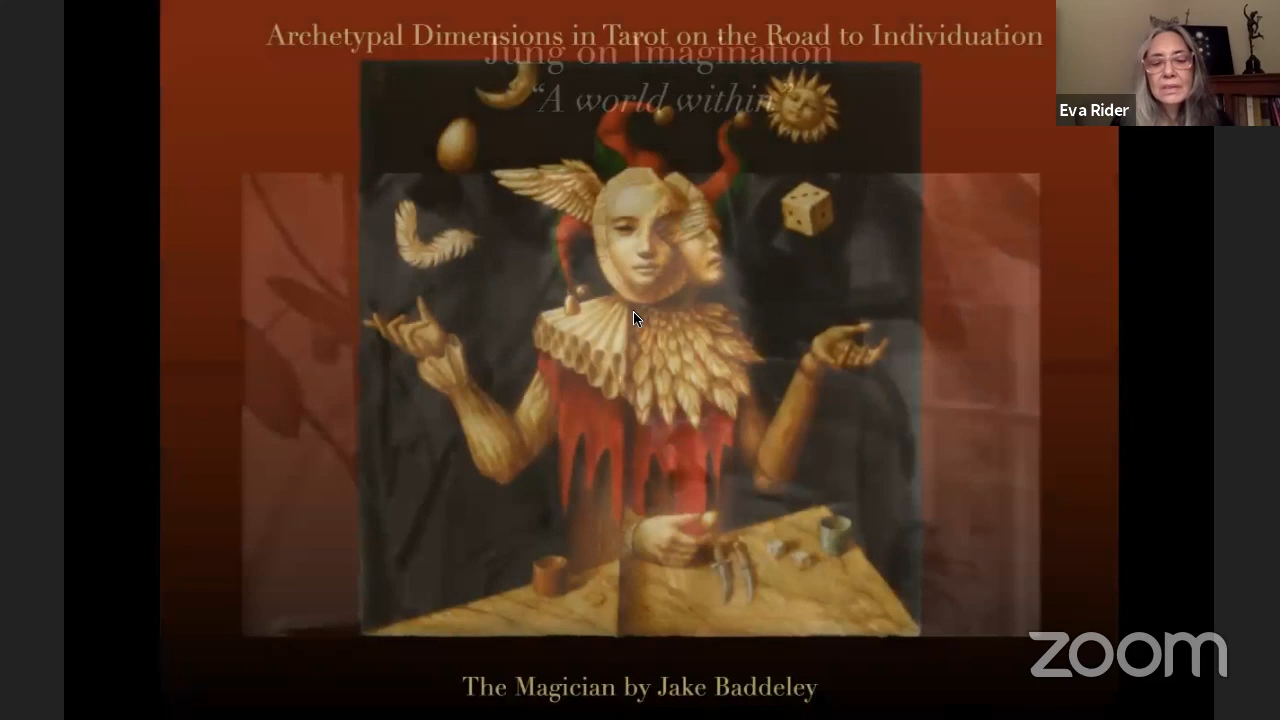 Archetypal Dimensions in Tarot on the Road to Individuation
Jung on Imagination
“A world within”
Eva Rider
The Magician by Jake Baddeley
zoom